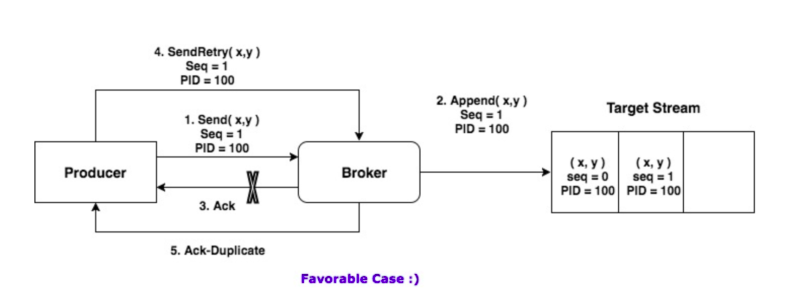 4. SendRetry( x,y )
Seq = 1
PID = 100
1. Send( x,y )
Seq = 1
PID = 100
2. Append( x,y )
Seq = 1
PID = 100
Target Stream
Producer
Broker
( x, y )
seq = 0
PID = 100
( x, y )
seq = 1
PID = 100
3. Ack
5. Ack-Duplicate
Favorable Case :)